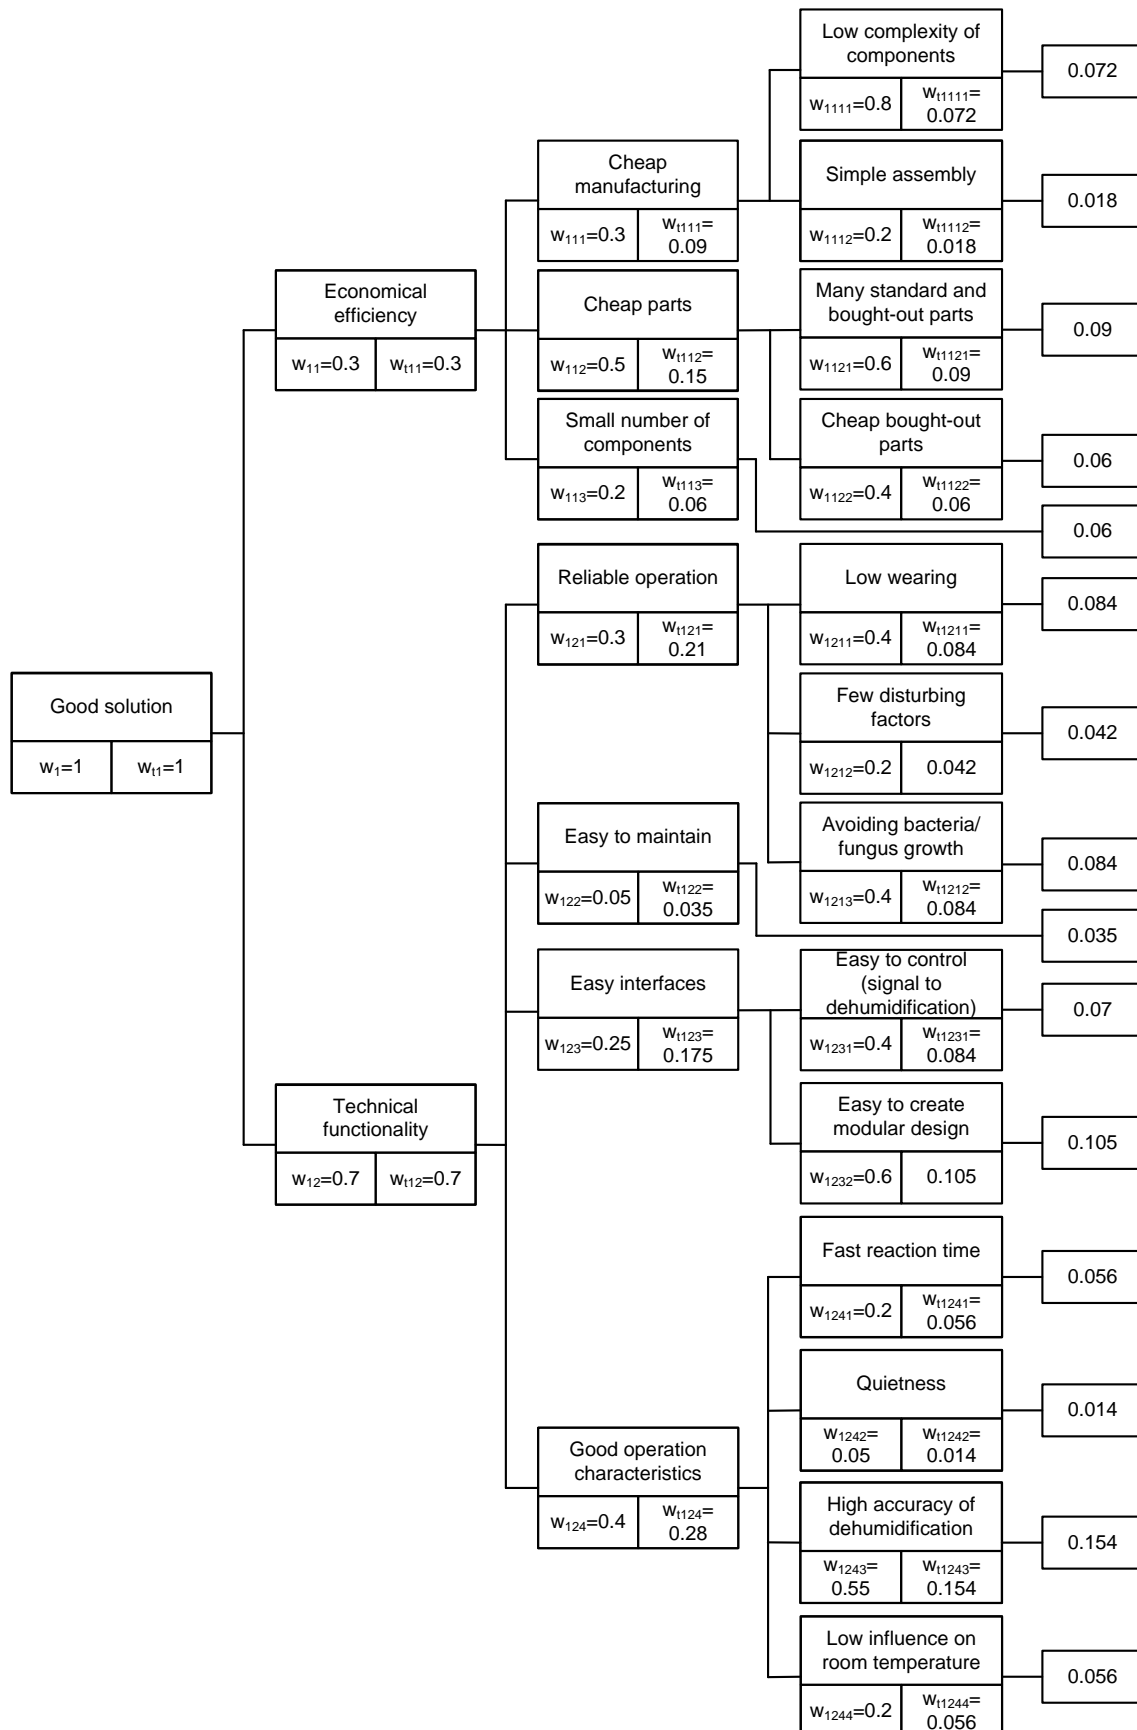 Good solution
w1=1
wt1=1
Economical
efficiency
w11=0.3
wt11=0.3
Technical
functionality
w12=0.7
wt12=0.7
Cheap
manufacturing
w111=0.3
wt111=
0.09
Cheap parts
w112=0.5
wt112=
0.15
Small number of
components
w113=0.2
wt113=
0.06
Reliable operation
w121=0.3
wt121=
0.21
Easy to maintain
w122=0.05
wt122=
0.035
Easy interfaces
w123=0.25
wt123=
0.175
Good operation
characteristics
w124=0.4
wt124=
0.28
Low complexity of
components
w1111=0.8
wt1111=
0.072
Simple assembly
w1112=0.2
wt1112=
0.018
Many standard and
bought-out parts
w1121=0.6
wt1121=
0.09
Cheap bought-out
parts
w1122=0.4
wt1122=
0.06
Low wearing
w1211=0.4
wt1211=
0.084
Few disturbing
factors
w1212=0.2
0.042
Avoiding bacteria/
fungus growth
w1213=0.4
wt1212=
0.084
Easy to control
(signal to
dehumidification)
w1231=0.4
wt1231=
0.084
Easy to create
modular design
w1232=0.6
0.105
Fast reaction time
w1241=0.2
wt1241=
0.056
Quietness
w1242=
0.05
wt1242=
0.014
High accuracy of
dehumidification
w1243=
0.55
wt1243=
0.154
Low influence on
room temperature
w1244=0.2
wt1244=
0.056
0.072
0.018
0.09
0.06
0.06
0.084
0.042
0.084
0.035
0.07
0.105
0.056
0.014
0.154
0.056